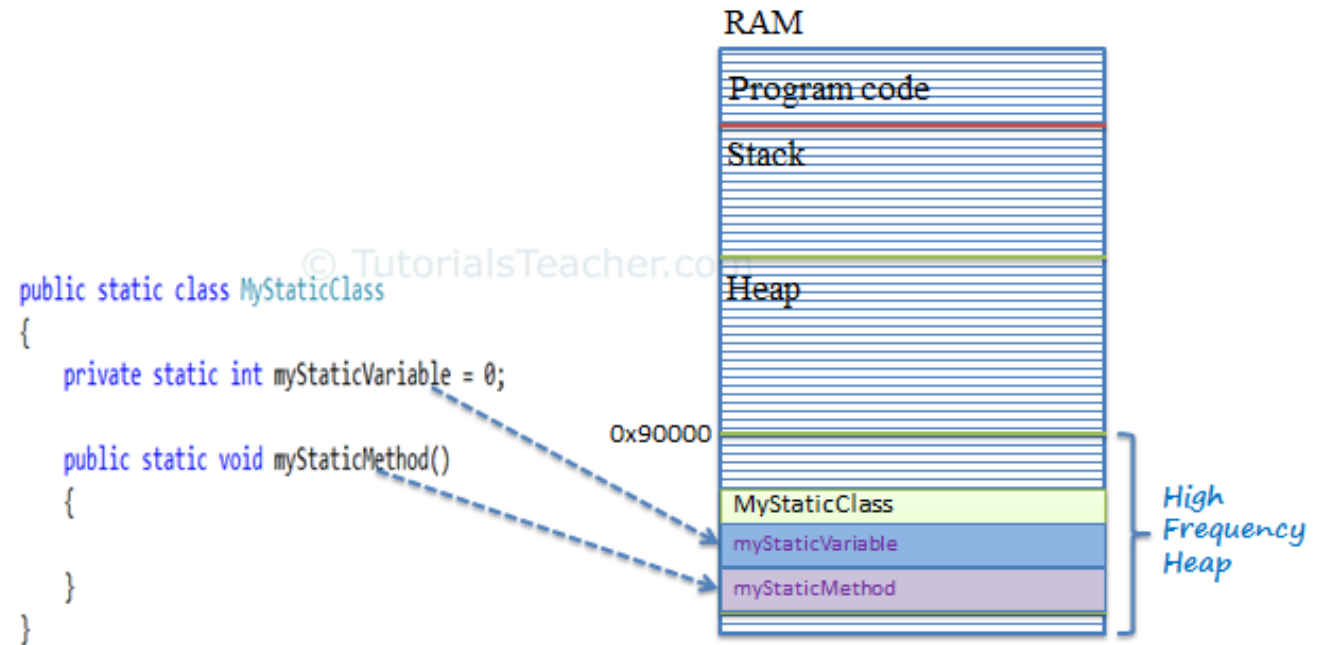 RAM
Program code
Stack
© TutorialsTeacher.com
Heap
public static class MyStaticClass
{
private static int myStaticVariable = 0;
0x90000
public static void myStaticMethod()
{
}
}
MyStaticClass
myStaticVariable
myStaticMethod
High
Frequency
Heap